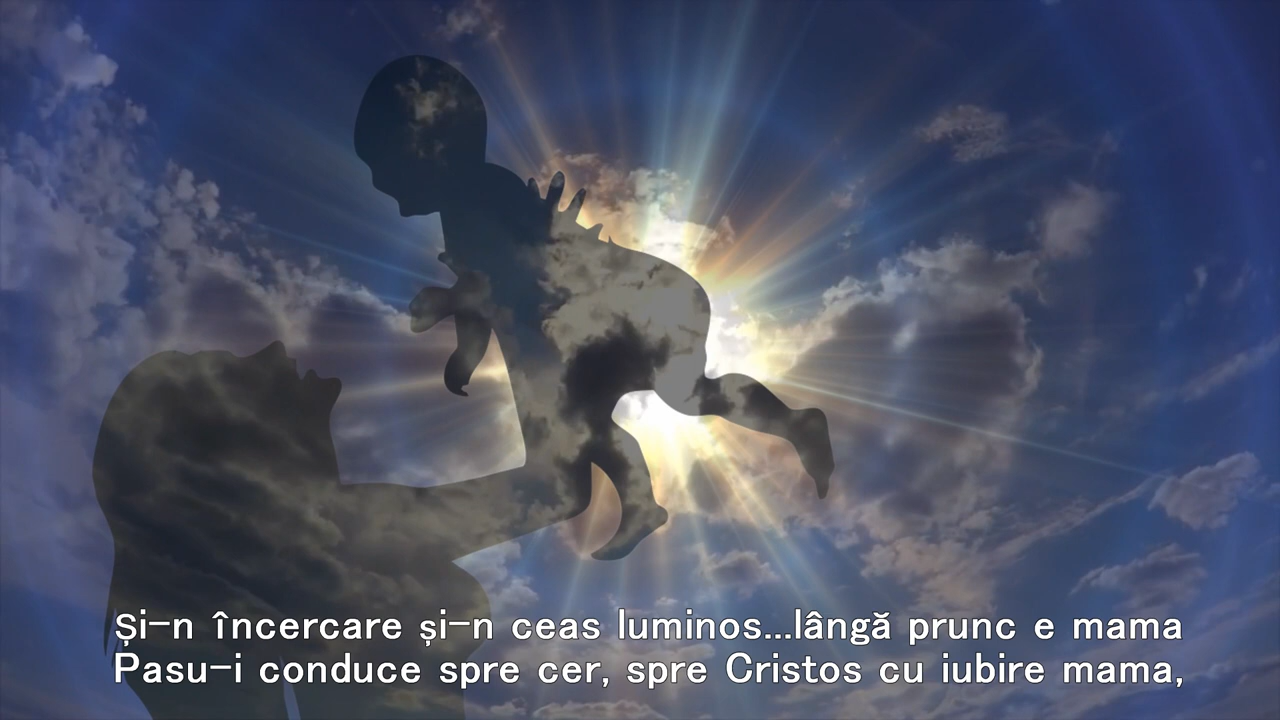 Și-n încercare și-n ceas luminos...lângă prunc e mama
Pasu-i conduce spre cer, spre Cristos cu iubire mama,